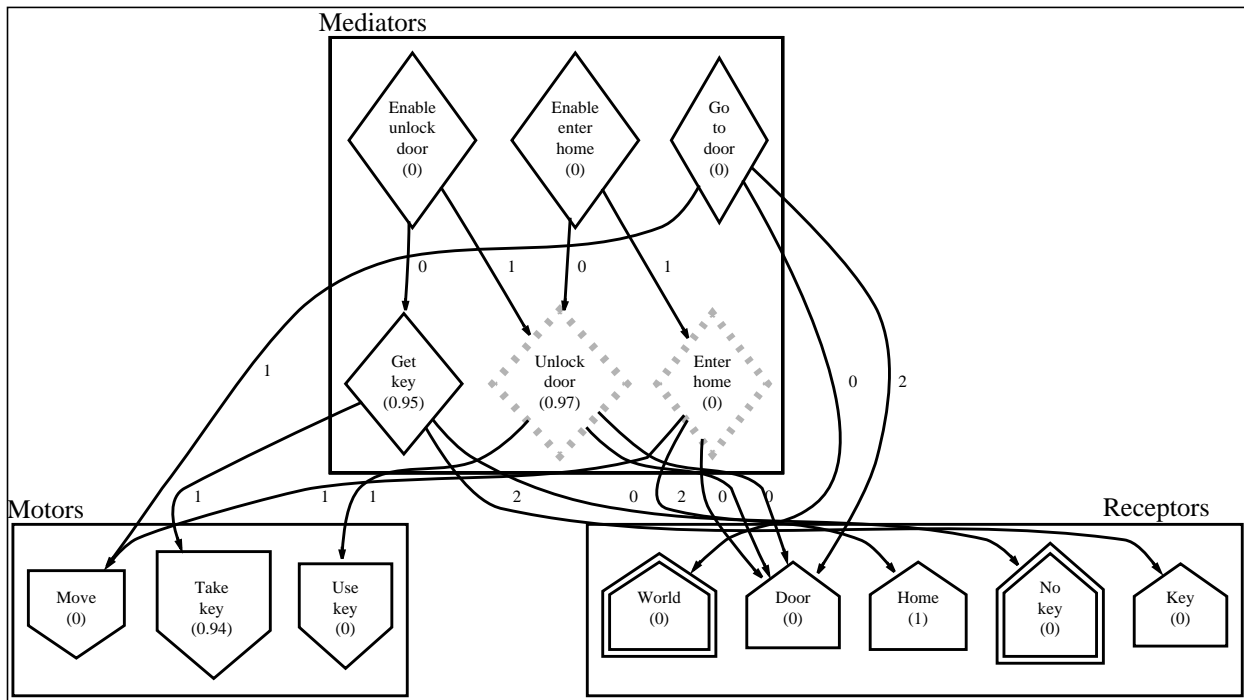 Mediators
Enable
unlock
door
(0)
Enable
enter
home
(0)
Go
to
door
(0)
0
1
0
1
1
0
2
Get
key
(0.95)
Unlock
door
(0.97)
Enter
home
(0)
1
1
1
2
0
2
0
0
Motors
Move
(0)
Take
key
(0.94)
Use
key
(0)
Receptors
World
(0)
Door
(0)
Home
(1)
No
key
(0)
Key
(0)